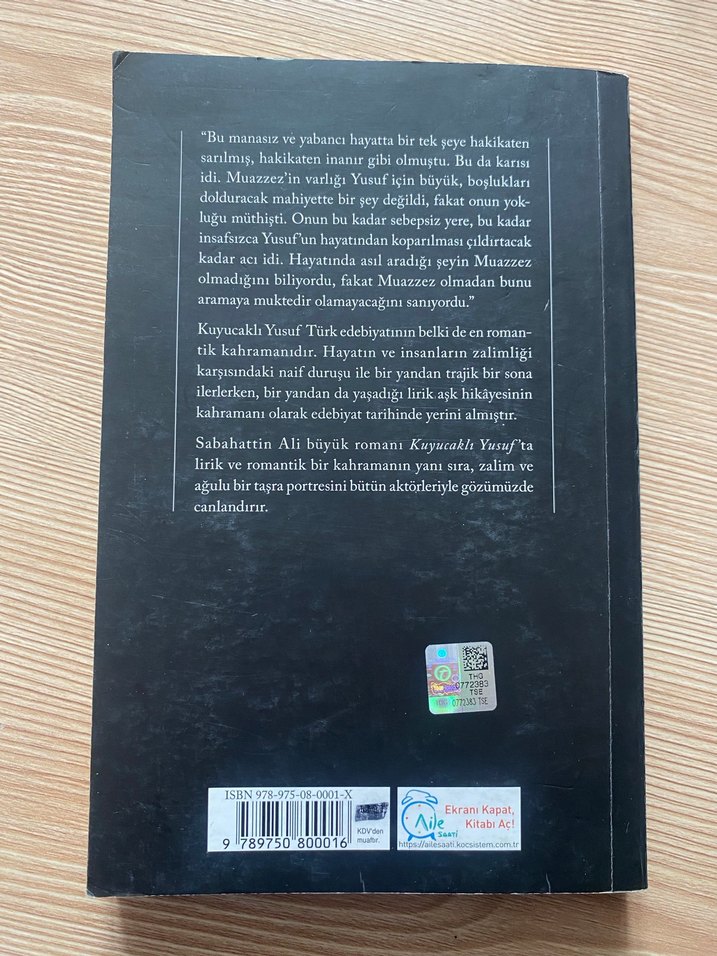 “Bu manasız ve yabancı hayatta bir tek şeye hakikaten
sarılmış, hakikaten inanır gibi olmuştu. Bu da karısı
idi. Muazzez’in varlığı Yusuf için büyük, boşlukları
dolduracak mahiyette bir şey değildi, fakat onun yok-
luğu müthişti. Onun bu kadar sebepsiz yere, bu kadar
insafsızca Yusuf’un hayatından koparılması çıldırtacak
kadar acı idi. Hayatında asıl aradığı şeyin Muazzez
olmadığını biliyordu, fakat Muazzez olmadan bunu
aramaya muktedir olamayacağını sanıyordu.”
Kuyucaklı Yusuf Türk edebiyatının belki de en roman-
tik kahramanıdır. Hayatın ve insanların zalimliği
karşısındaki naif duruşu ile bir yandan trajik bir sona
ilerlerken, bir yandan da yaşadığı lirik aşk hikâyesinin
kahramanı olarak edebiyat tarihinde yerini almıştır.
Sabahattin Ali büyük romanı Kuyucaklı Yusuf’ta
lirik ve romantik bir kahramanın yanı sıra, zalim ve
ağulu bir taşra portresini bütün aktörleriyle gözümüzde
canlandırır.
THG
0772383
TSE
0772383 TSE
ISBN 978-975-08-0001-X
9 789750 800016
KDV’den
muaftır.
Aile
SAATİ
Ekranı Kapat,
Kitabı Aç!
https://ailesaati.kocsistem.com.tr